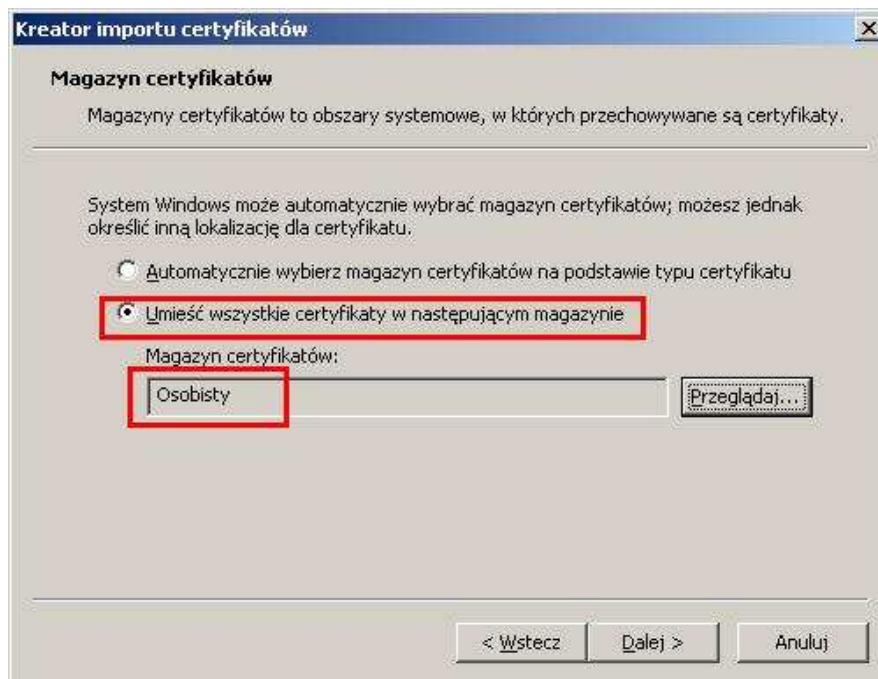 Kreator importu certyfikatów
Magazyn certyfikatów
Magazyny certyfikatów to obszary systemowe, w których przechowywane są certyfikaty.
System Windows może automatycznie wybrać magazyn certyfikatów; możesz jednak
określić inną lokalizację dla certyfikatu.
Automatycznie wybierz magazyn certyfikatów na podstawie typu certyfikatu
Umieść wszystkie certyfikaty w następującym magazynie
Magazyn certyfikatów:
Osobisty
Przeglądaj...
< Wstecz
Dalej >
Anuluj